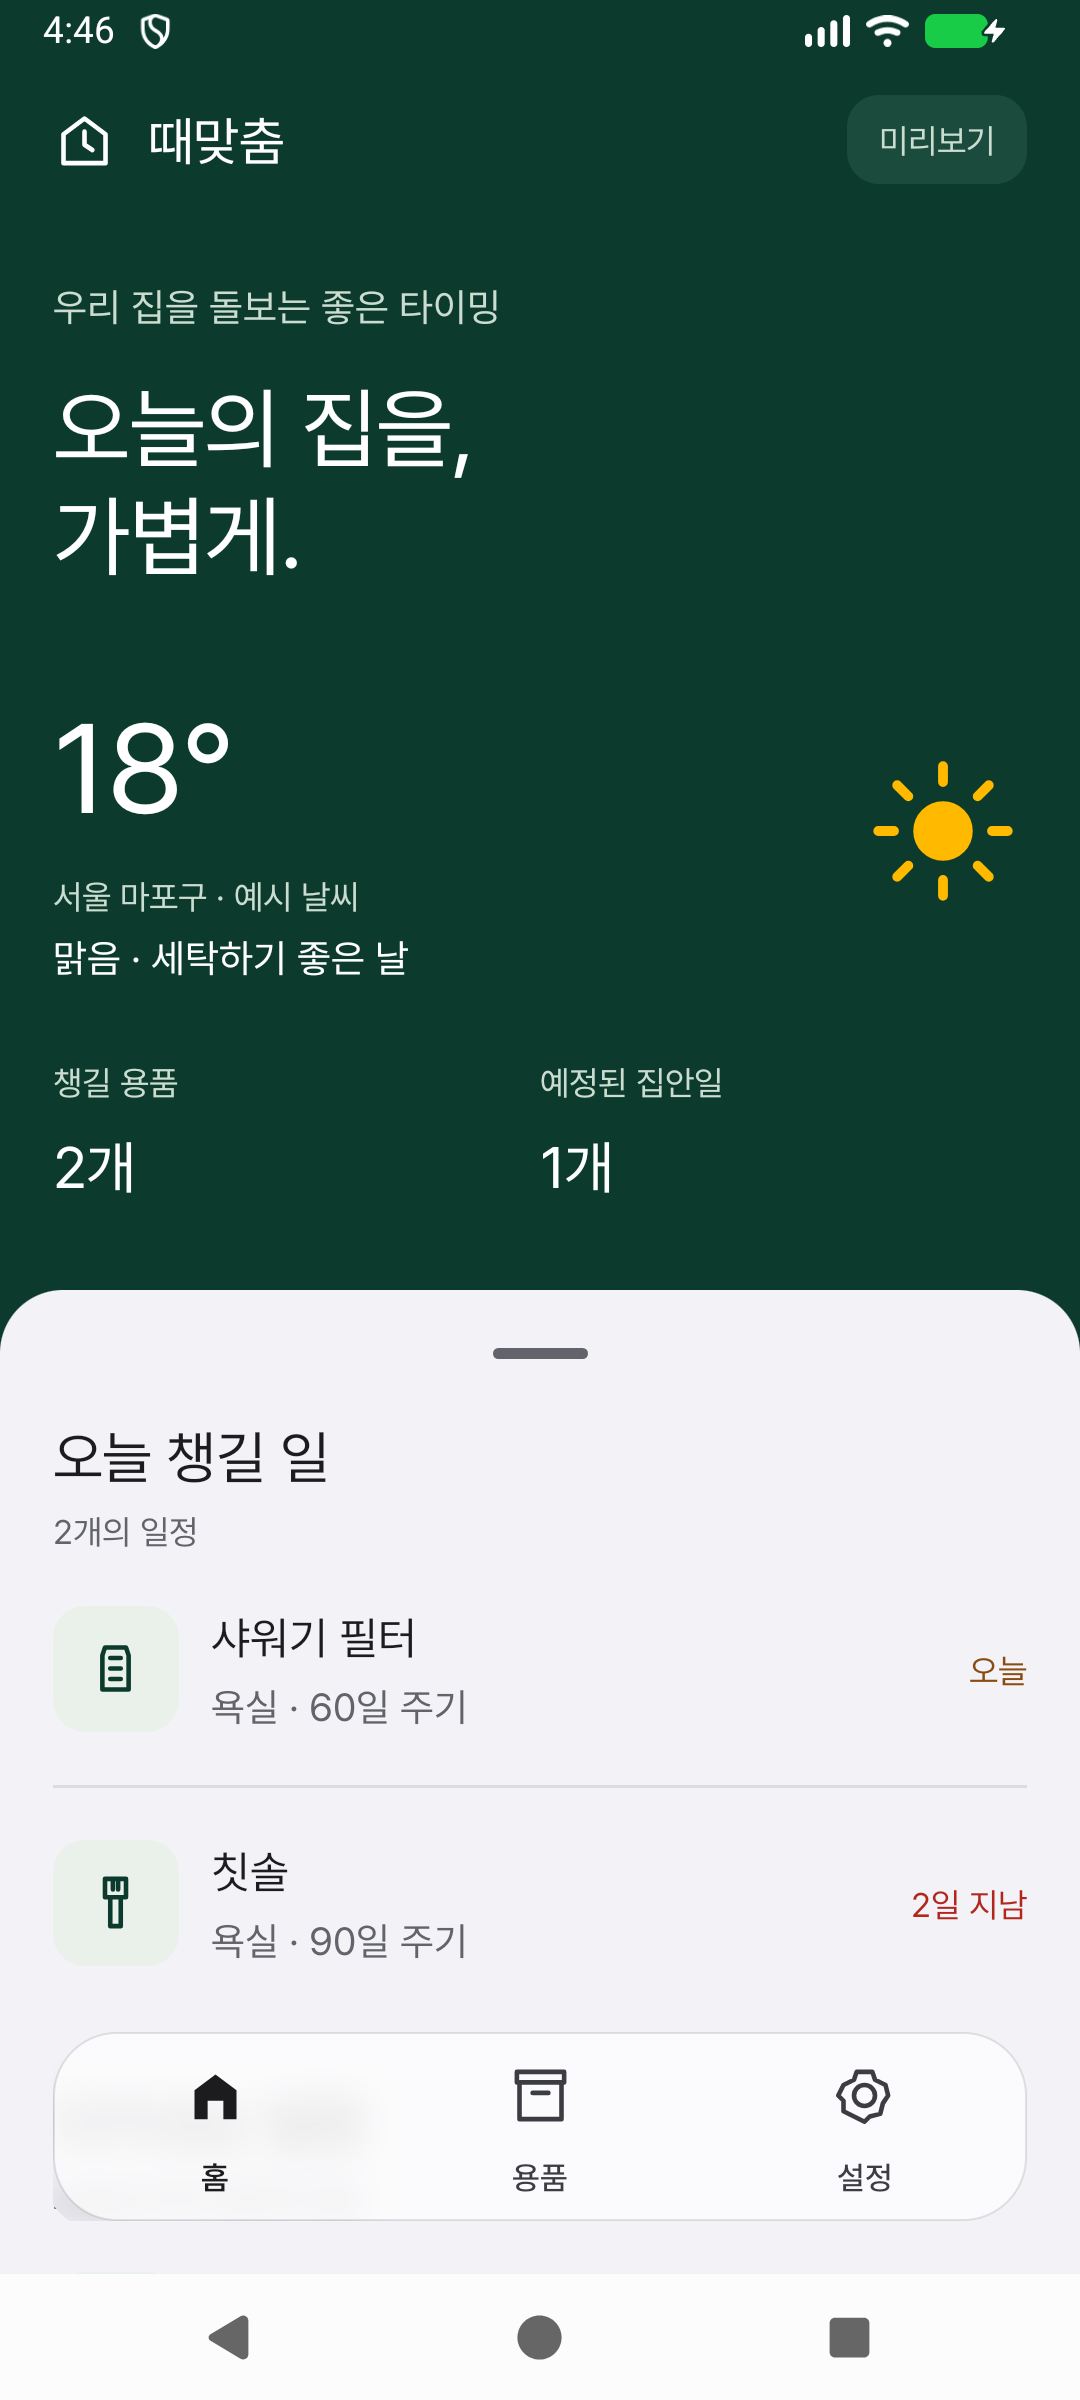 4:46
때맞춤
미리보기
우리 집을 돌보는 좋은 타이밍
오늘의 집을,
가볍게.
18°
서울 마포구 · 예시 날씨
맑음 · 세탁하기 좋은 날
챙길 용품
예정된 집안일
2개
1개
오늘 챙길 일
2개의 일정
샤워기 필터
욕실 · 60일 주기
오늘
칫솔
욕실 · 90일 주기
2일 지남
홈
용품
설정